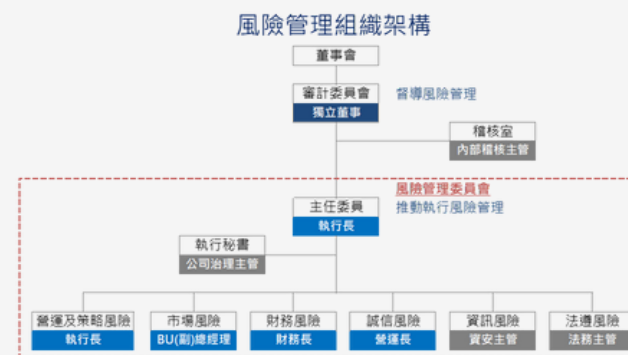 風險管理組織架構
董事會
審計委員會 督導風險管理
獨立董事
稽核室
內部稽核主管
風險管理委員會
主任委員 推動執行風險管理
執行長
執行秘書
公司治理主管
營運及策略風險 市場風險 財務風險 誠信風險 資訊風險 法遵風險
執行長 BU(副)總經理 財務長 營運長 資安主管 法務主管